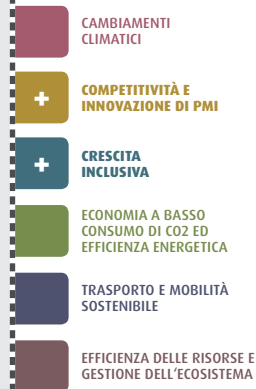 CAMBIAMENTI
CLIMATICI
+ COMPETITIVITÀ E
INNOVAZIONE DI PMI
+ CRESCITA
INCLUSIVA
ECONOMIA A BASSO
CONSUMO DI CO2 ED
EFFICIENZA ENERGETICA
TRASPORTO E MOBILITÀ
SOSTENIBILE
EFFICIENZA DELLE RISORSE E
GESTIONE DELL'ECOSISTEMA